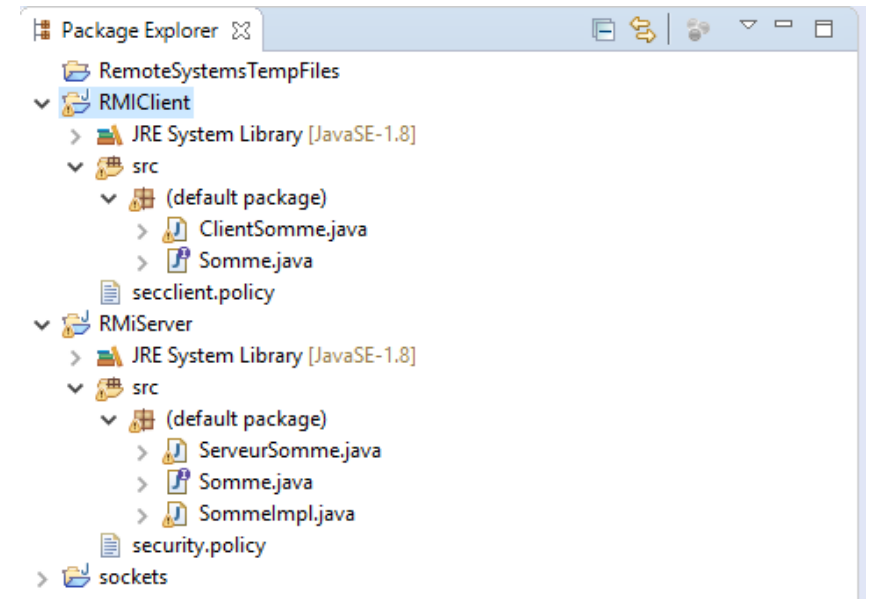 Package Explorer
RemoteSystemsTempFiles
RMIClient
JRE System Library [JavaSE-1.8]
src
(default package)
ClientSomme.java
Somme.java
secclient.policy
RMiServer
JRE System Library [JavaSE-1.8]
src
(default package)
ServeurSomme.java
Somme.java
SommeImpl.java
security.policy
sockets